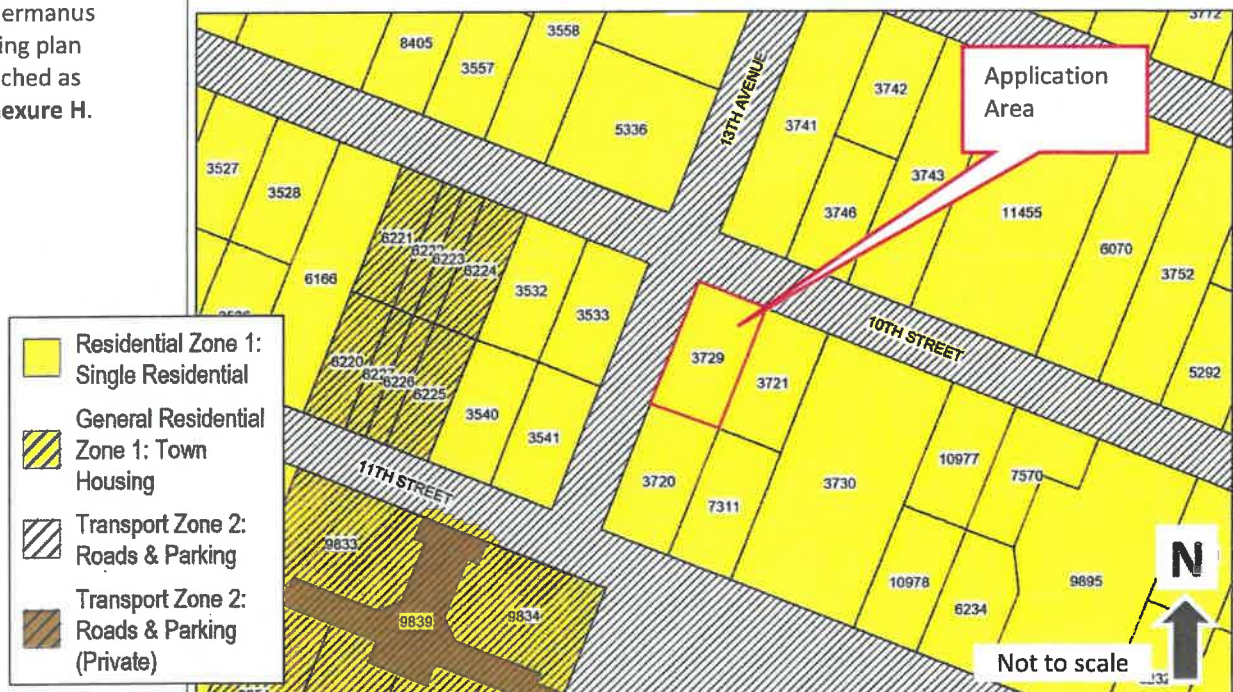 ermanus
ing plan
ched as
exure H.
Residential Zone 1:
Single Residential
General Residential
Zone 1: Town
Housing
Transport Zone 2:
Roads & Parking
Transport Zone 2:
Roads & Parking
(Private)
Application
Area
8405
3557
3558
5336
13TH AVENUE
3741
3742
3743
3746
11455
6070
3752
5292
3772
3527
3528
6166
6221
6222
6223
6224
3532
3533
6220
6226
6225
3540
3541
11TH STREET
10TH STREET
3729
3721
3720
7311
3730
10977
7570
10978
6234
9895
9833
9834
9839
N
Not to scale